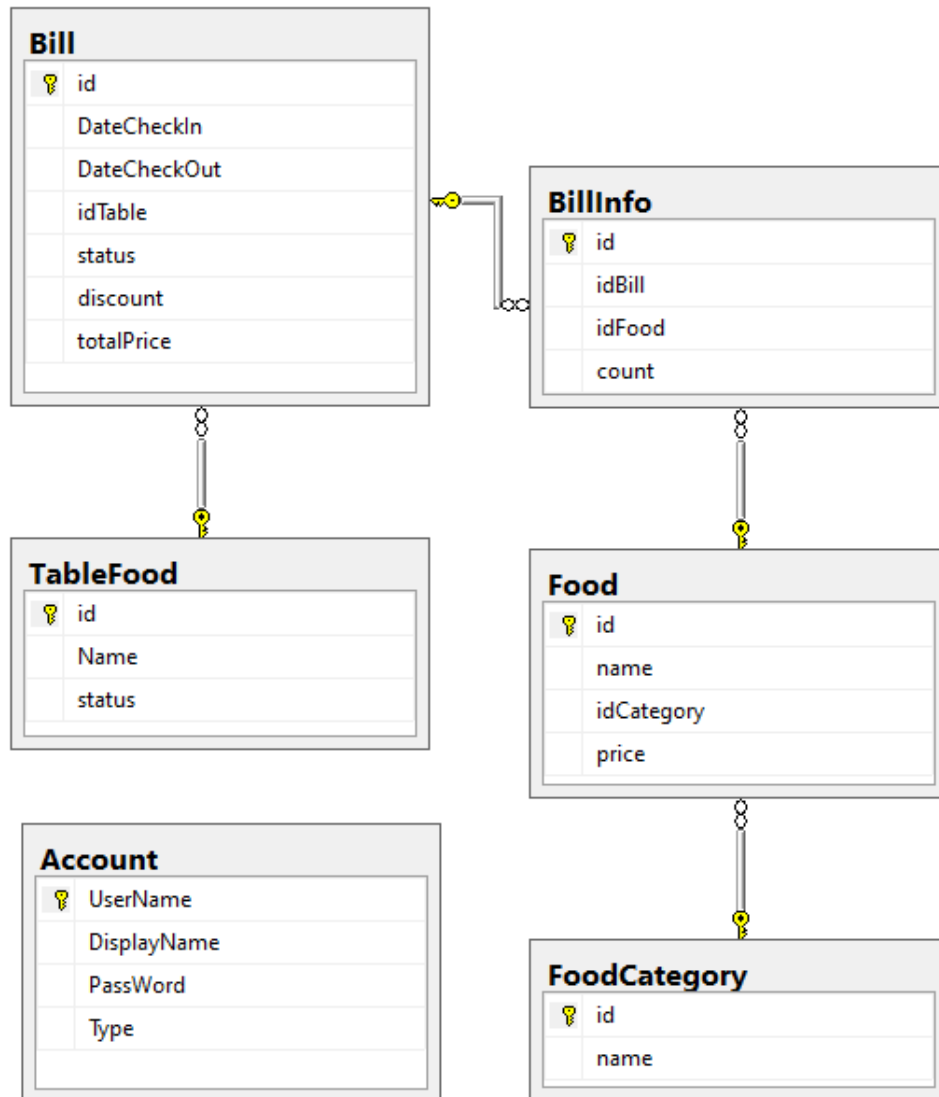 Bill
id
DateCheckIn
DateCheckOut
idTable
status
discount
totalPrice
BillInfo
id
idBill
idFood
count
TableFood
id
Name
status
Food
id
name
idCategory
price
Account
UserName
DisplayName
PassWord
Type
FoodCategory
id
name